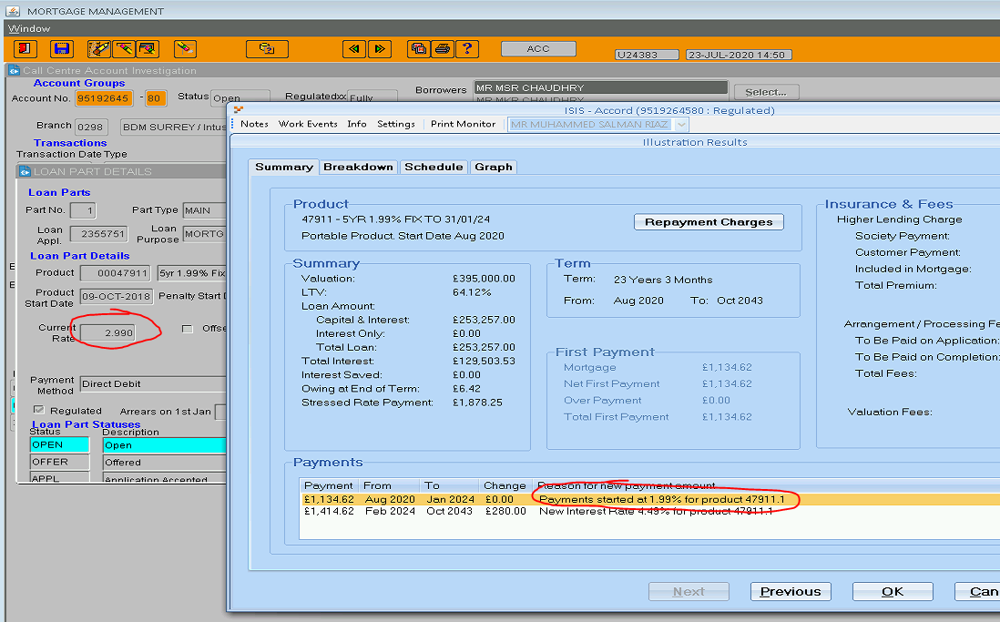 MORTGAGE MANAGEMENT
Window
ACC
U24383
23-JUL-2020 14:50
Call Centre Account Investigation
Account Groups
Account No. 95192645 - 80 Status Open Regulated Fully Borrowers MR MSR CHAUDHRY Select...
MR MKR CHAUDHRY
Branch 0298 BDM SURREY / Intus
Transactions
Transaction Date Type
LOAN PART DETAILS
Loan Parts
Part No. 1 Part Type MAIN
Loan Appl. 2355751 Loan Purpose MORTG
Loan Part Details
Product 00047911 5yr 1.99% Fix
Product Start Date 09-OCT-2018 Penalty Start
Current Rate 2.990 Offse
Payment Method Direct Debit
Regulated Arrears on 1st Jan
Loan Part Statuses
Status Description
OPEN Open
OFFER Offered
APPL Application Accepted
ISIS - Accord (9519264580 : Regulated)
Notes Work Events Info Settings Print Monitor MR MUHAMMED SALMAN RIAZ
Illustration Results
Summary Breakdown Schedule Graph
Product
47911 - 5YR 1.99% FIX TO 31/01/24
Portable Product. Start Date Aug 2020
Repayment Charges
Summary
Valuation: £395,000.00
LTV: 64.12%
Loan Amount:
Capital & Interest: £253,257.00
Interest Only: £0.00
Total Loan: £253,257.00
Total Interest: £129,503.53
Interest Saved: £0.00
Owing at End of Term: £6.42
Stressed Rate Payment: £1,878.25
Term
Term: 23 Years 3 Months
From: Aug 2020 To: Oct 2043
First Payment
Mortgage £1,134.62
Net First Payment £1,134.62
Over Payment £0.00
Total First Payment £1,134.62
Insurance & Fees
Higher Lending Charge
Society Payment:
Customer Payment:
Included in Mortgage:
Total Premium:
Arrangement / Processing Fe
To Be Paid on Application:
To Be Paid on Completion:
Total Fees:
Valuation Fees:
Payments
Payment From To Change Reason for new payment amount
£1,134.62 Aug 2020 Jan 2024 £0.00 Payments started at 1.99% for product 47911.1
£1,414.62 Feb 2024 Oct 2043 £280.00 New Interest Rate 4.49% for product 47911.1
Next Previous OK Can